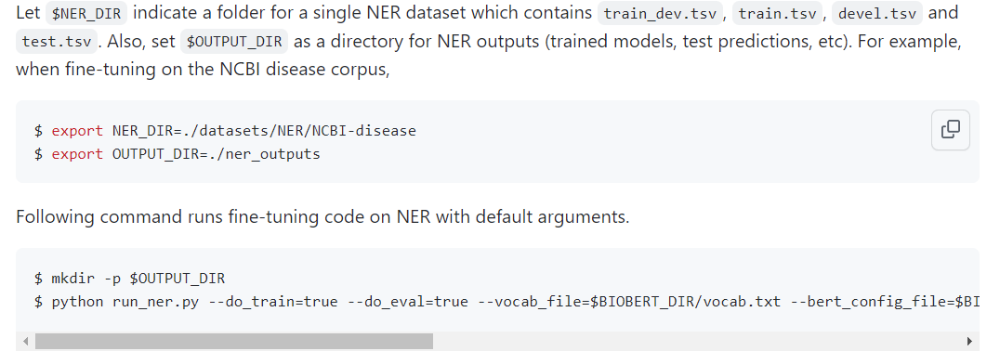 Let $NER_DIR indicate a folder for a single NER dataset which contains train_dev.tsv , train.tsv , devel.tsv and
test.tsv . Also, set $OUTPUT_DIR as a directory for NER outputs (trained models, test predictions, etc). For example,
when fine-tuning on the NCBI disease corpus,
$ export NER_DIR=./datasets/NER/NCBI-disease
$ export OUTPUT_DIR=./ner_outputs
Following command runs fine-tuning code on NER with default arguments.
$ mkdir -p $OUTPUT_DIR
$ python run_ner.py --do_train=true --do_eval=true --vocab_file=$BIOBERT_DIR/vocab.txt --bert_config_file=$BI